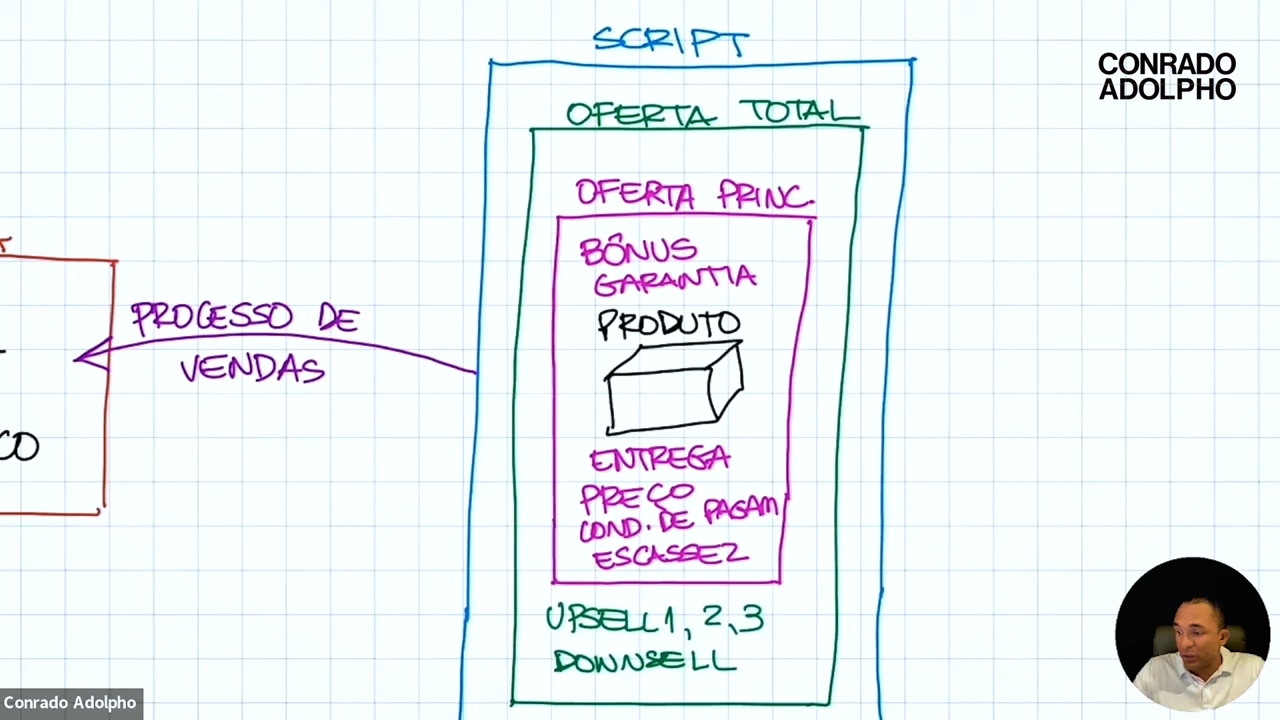 SCRIPT
CONRADO
ADOLPHO
OFERTA TOTAL
OFERTA PRINC.
BÔNUS
GARANTIA
PROCESSO DE
VENDAS
PRODUTO
CO
ENTREGA
PREÇO
COND. DE PAGAM
ESCASSEZ
UPSELL 1, 2, 3
DOWNSELL
Conrado Adolpho